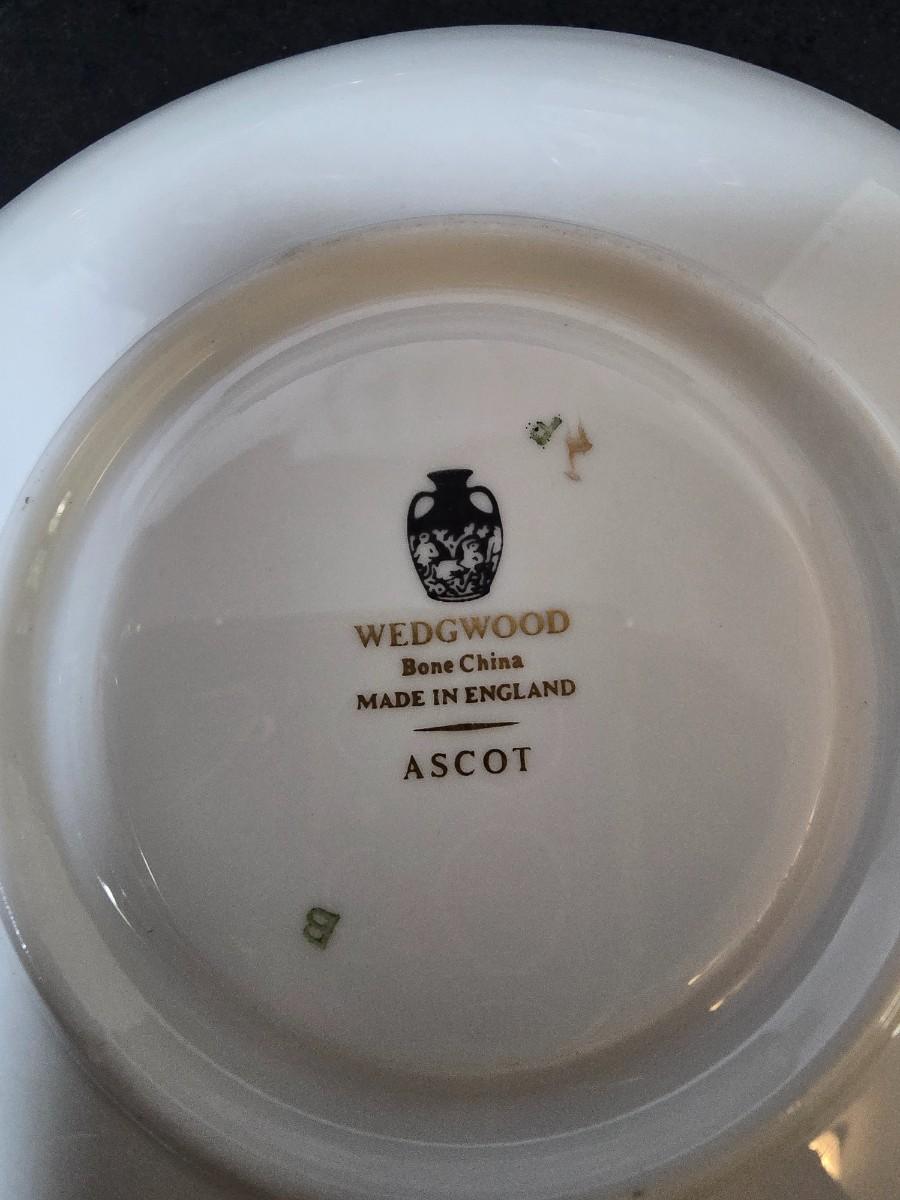 WEDGWOOD
Bone China
MADE IN ENGLAND
ASCOT
B